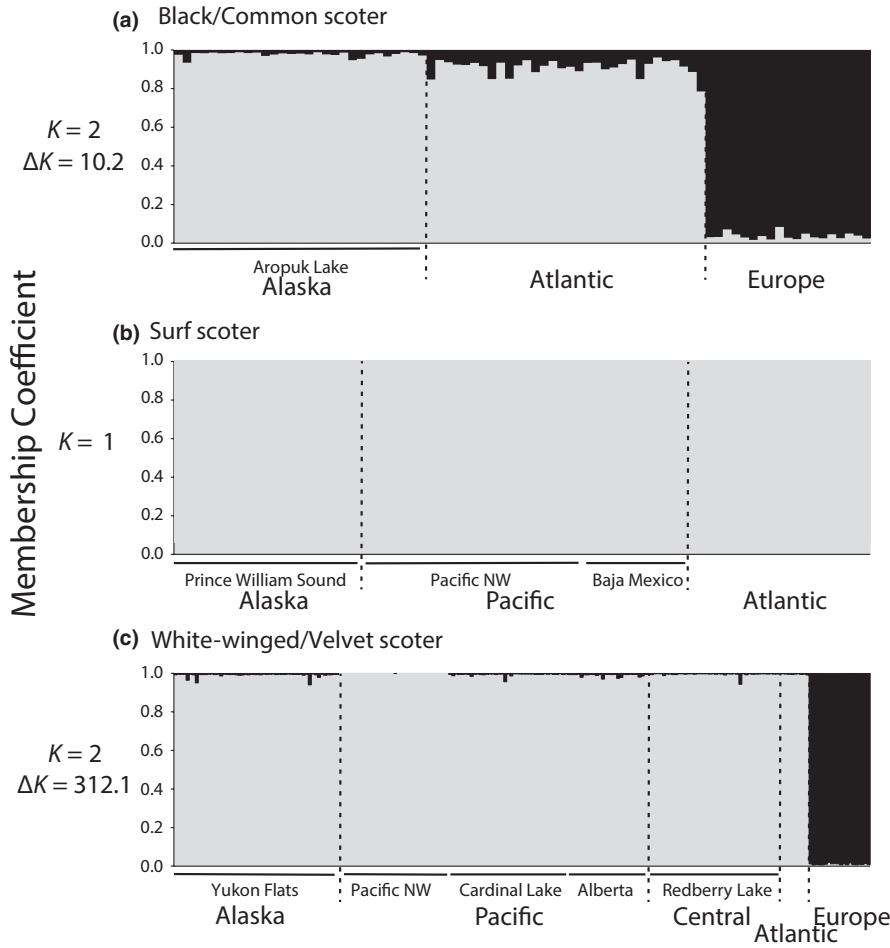 (a) Black/Common scoter
1.0
0.8
0.6
0.4
0.2
0.0
K = 2
ΔK = 10.2
Aropuk Lake
Alaska
Atlantic
Europe
Membership Coefficient
(b) Surf scoter
1.0
0.8
0.6
0.4
0.2
0.0
K = 1
Prince William Sound
Pacific NW
Baja Mexico
Alaska
Pacific
Atlantic
(c) White-winged/Velvet scoter
1.0
0.8
0.6
0.4
0.2
0.0
K = 2
ΔK = 312.1
Yukon Flats
Pacific NW
Cardinal Lake
Alberta
Redberry Lake
Alaska
Pacific
Central
Atlantic
Europe